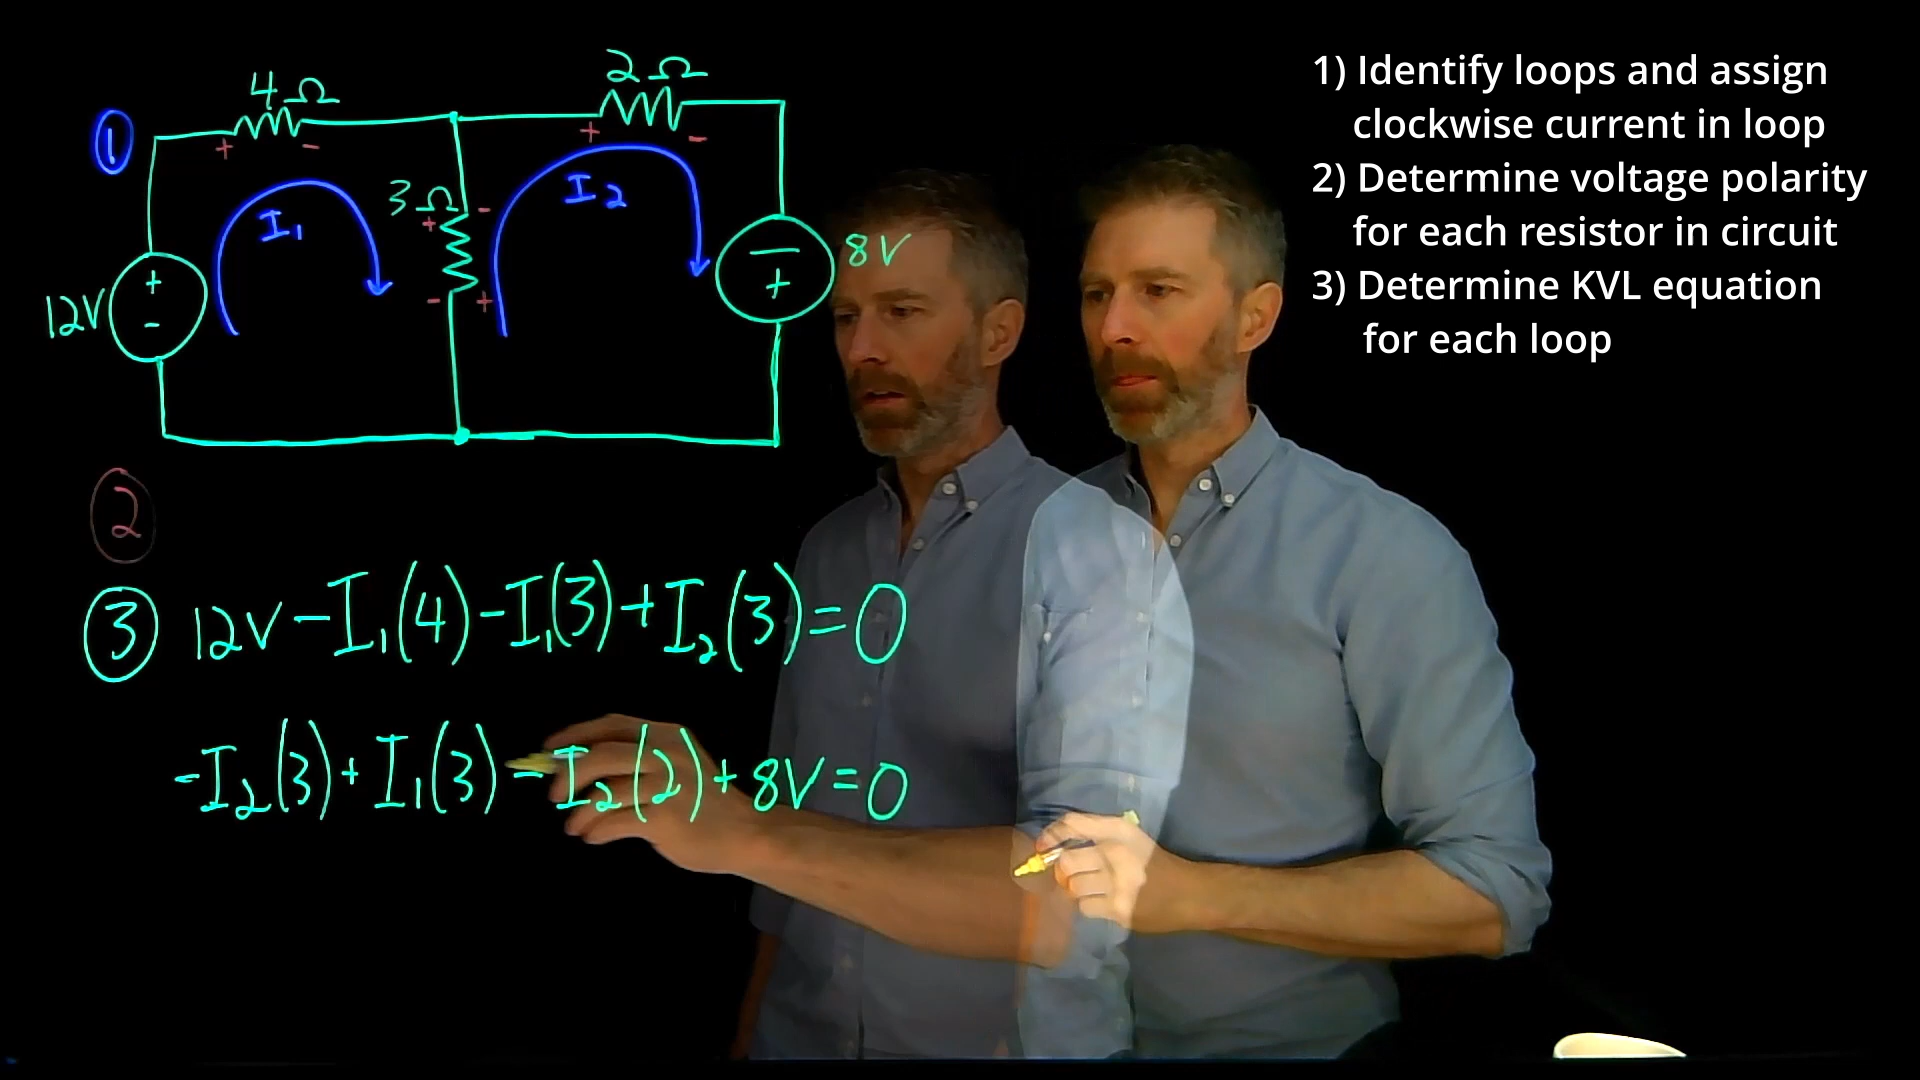 4Ω
2Ω
①
+ -
+ -
3Ω
+ -
- +
I₁
I₂
12V
+
-
8V
-
+
②
③ 12V - I₁(4) - I₁(3) + I₂(3) = 0
-I₂(3) + I₁(3) - I₂(2) + 8V = 0
1) Identify loops and assign
clockwise current in loop
2) Determine voltage polarity
for each resistor in circuit
3) Determine KVL equation
for each loop